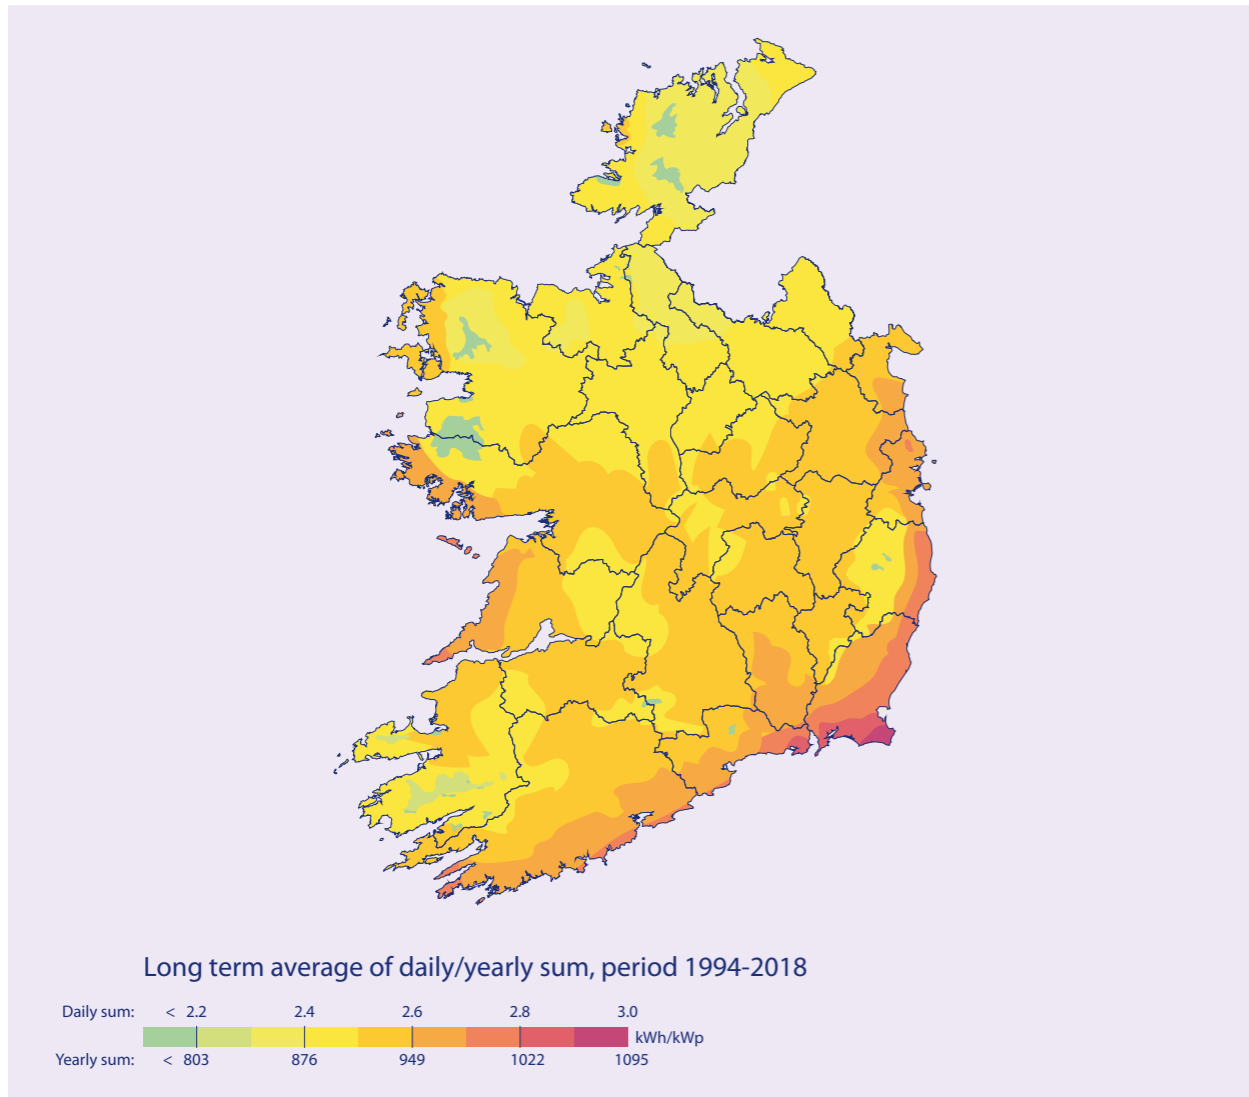 Long term average of daily/yearly sum, period 1994-2018
Daily sum: < 2.2 2.4 2.6 2.8 3.0
kWh/kWp
Yearly sum: < 803 876 949 1022 1095